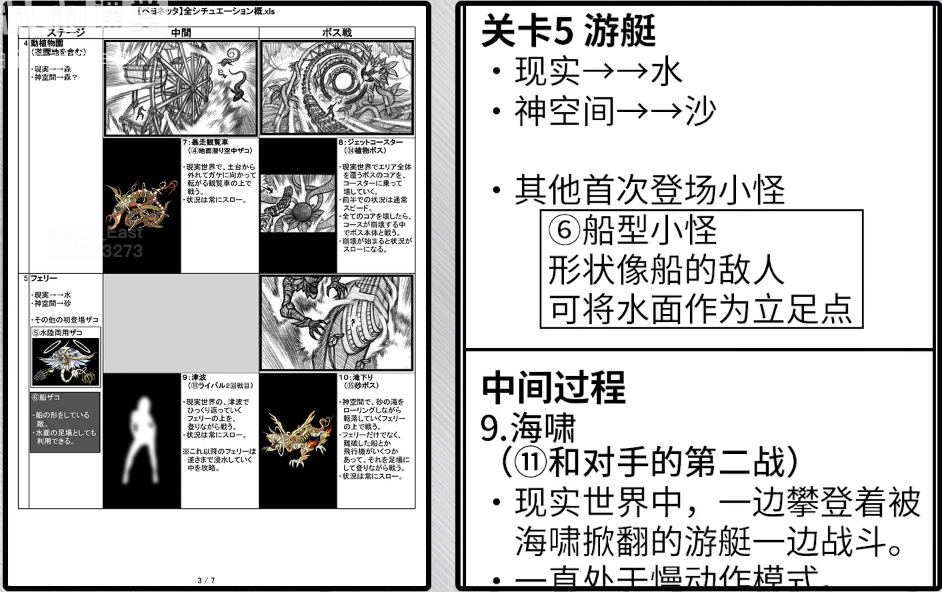 【ベヨネッタ】全シチュエーション概.xls
ステージ
中間
ボス戦
4
動植物園
(遊園地を含む)
・現実→→森
・神空間→森？
7：暴走観覧車
(④地面潜り空中ザコ)
・現実世界で、土台から
外れてガケに向かって
転がる観覧車の上で
戦う。
・状況は常にスロー。
8：ジェットコースター
(⑭植物ボス)
・現実世界でエリア全体
を覆うボスのコアを、
コースターに乗って
壊していく。
・前半での状況は通常
スピード。
・全てのコアを壊したら、
コースが崩壊する中
でボス本体と戦う。
・崩壊が始まると状況が
スローになる。
5
フェリー
・現実→→水
・神空間→砂
・その他の初登場ザコ
⑤水陸両用ザコ
⑥船ザコ
・船の形をしている
敵。
・水面の足場としても
利用できる。
9：津波
(⑪ライバル2回戦目)
・現実世界の、津波で
ひっくり返っていく
フェリーの上を、
登りながら戦う。
・状況は常にスロー。
※これ以降のフェリーは
逆さまで浸水していく
中を攻略。
10：滝下り
(⑮砂ボス)
・神空間で、砂の滝を
ローリングしながら
転落していくフェリー
の上で戦う。
・フェリーだけでなく、
難破した船とか
飛行機がいくつか
あって、それを足場に
して登りながら戦う。
・状況は常にスロー。
3 / 7
关卡5 游艇
・现实→→水
・神空间→→沙
・其他首次登场小怪
⑥船型小怪
形状像船的敌人
可将水面作为立足点
中间过程
9.海啸
（⑪和对手的第二战）
・现实世界中，一边攀登着被
海啸掀翻的游艇一边战斗。
・一直处于慢动作模式。